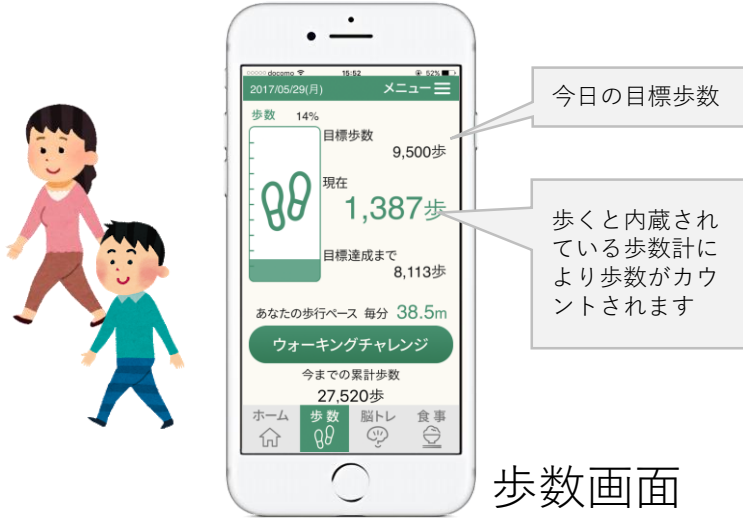 docomo 15:52 52%
2017/05/29(月) メニュー
歩数 14%
目標歩数
9,500歩
現在
1,387歩
目標達成まで
8,113歩
あなたの歩行ペース 毎分 38.5m
ウォーキングチャレンジ
今までの累計歩数
27,520歩
ホーム 歩数 脳トレ 食事
今日の目標歩数
歩くと内蔵され
ている歩数計に
より歩数がカウ
ントされます
歩数画面